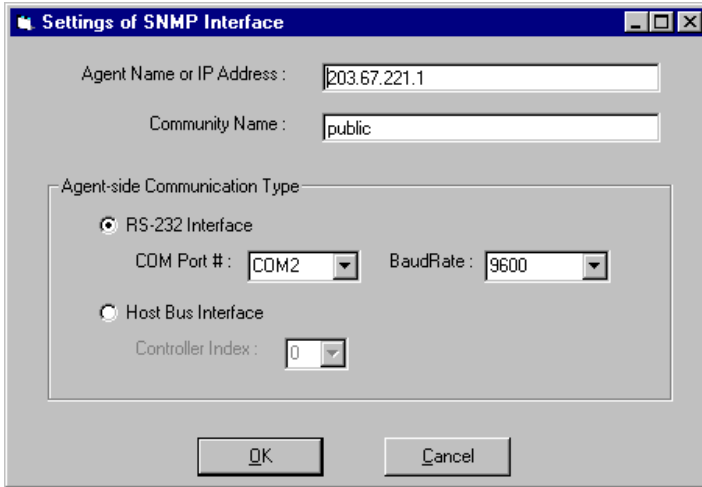 Settings of SNMP Interface
Agent Name or IP Address : 203.67.221.1
Community Name : public
Agent-side Communication Type
RS-232 Interface
COM Port # : COM2 BaudRate : 9600
Host Bus Interface
Controller Index : 0
OK Cancel